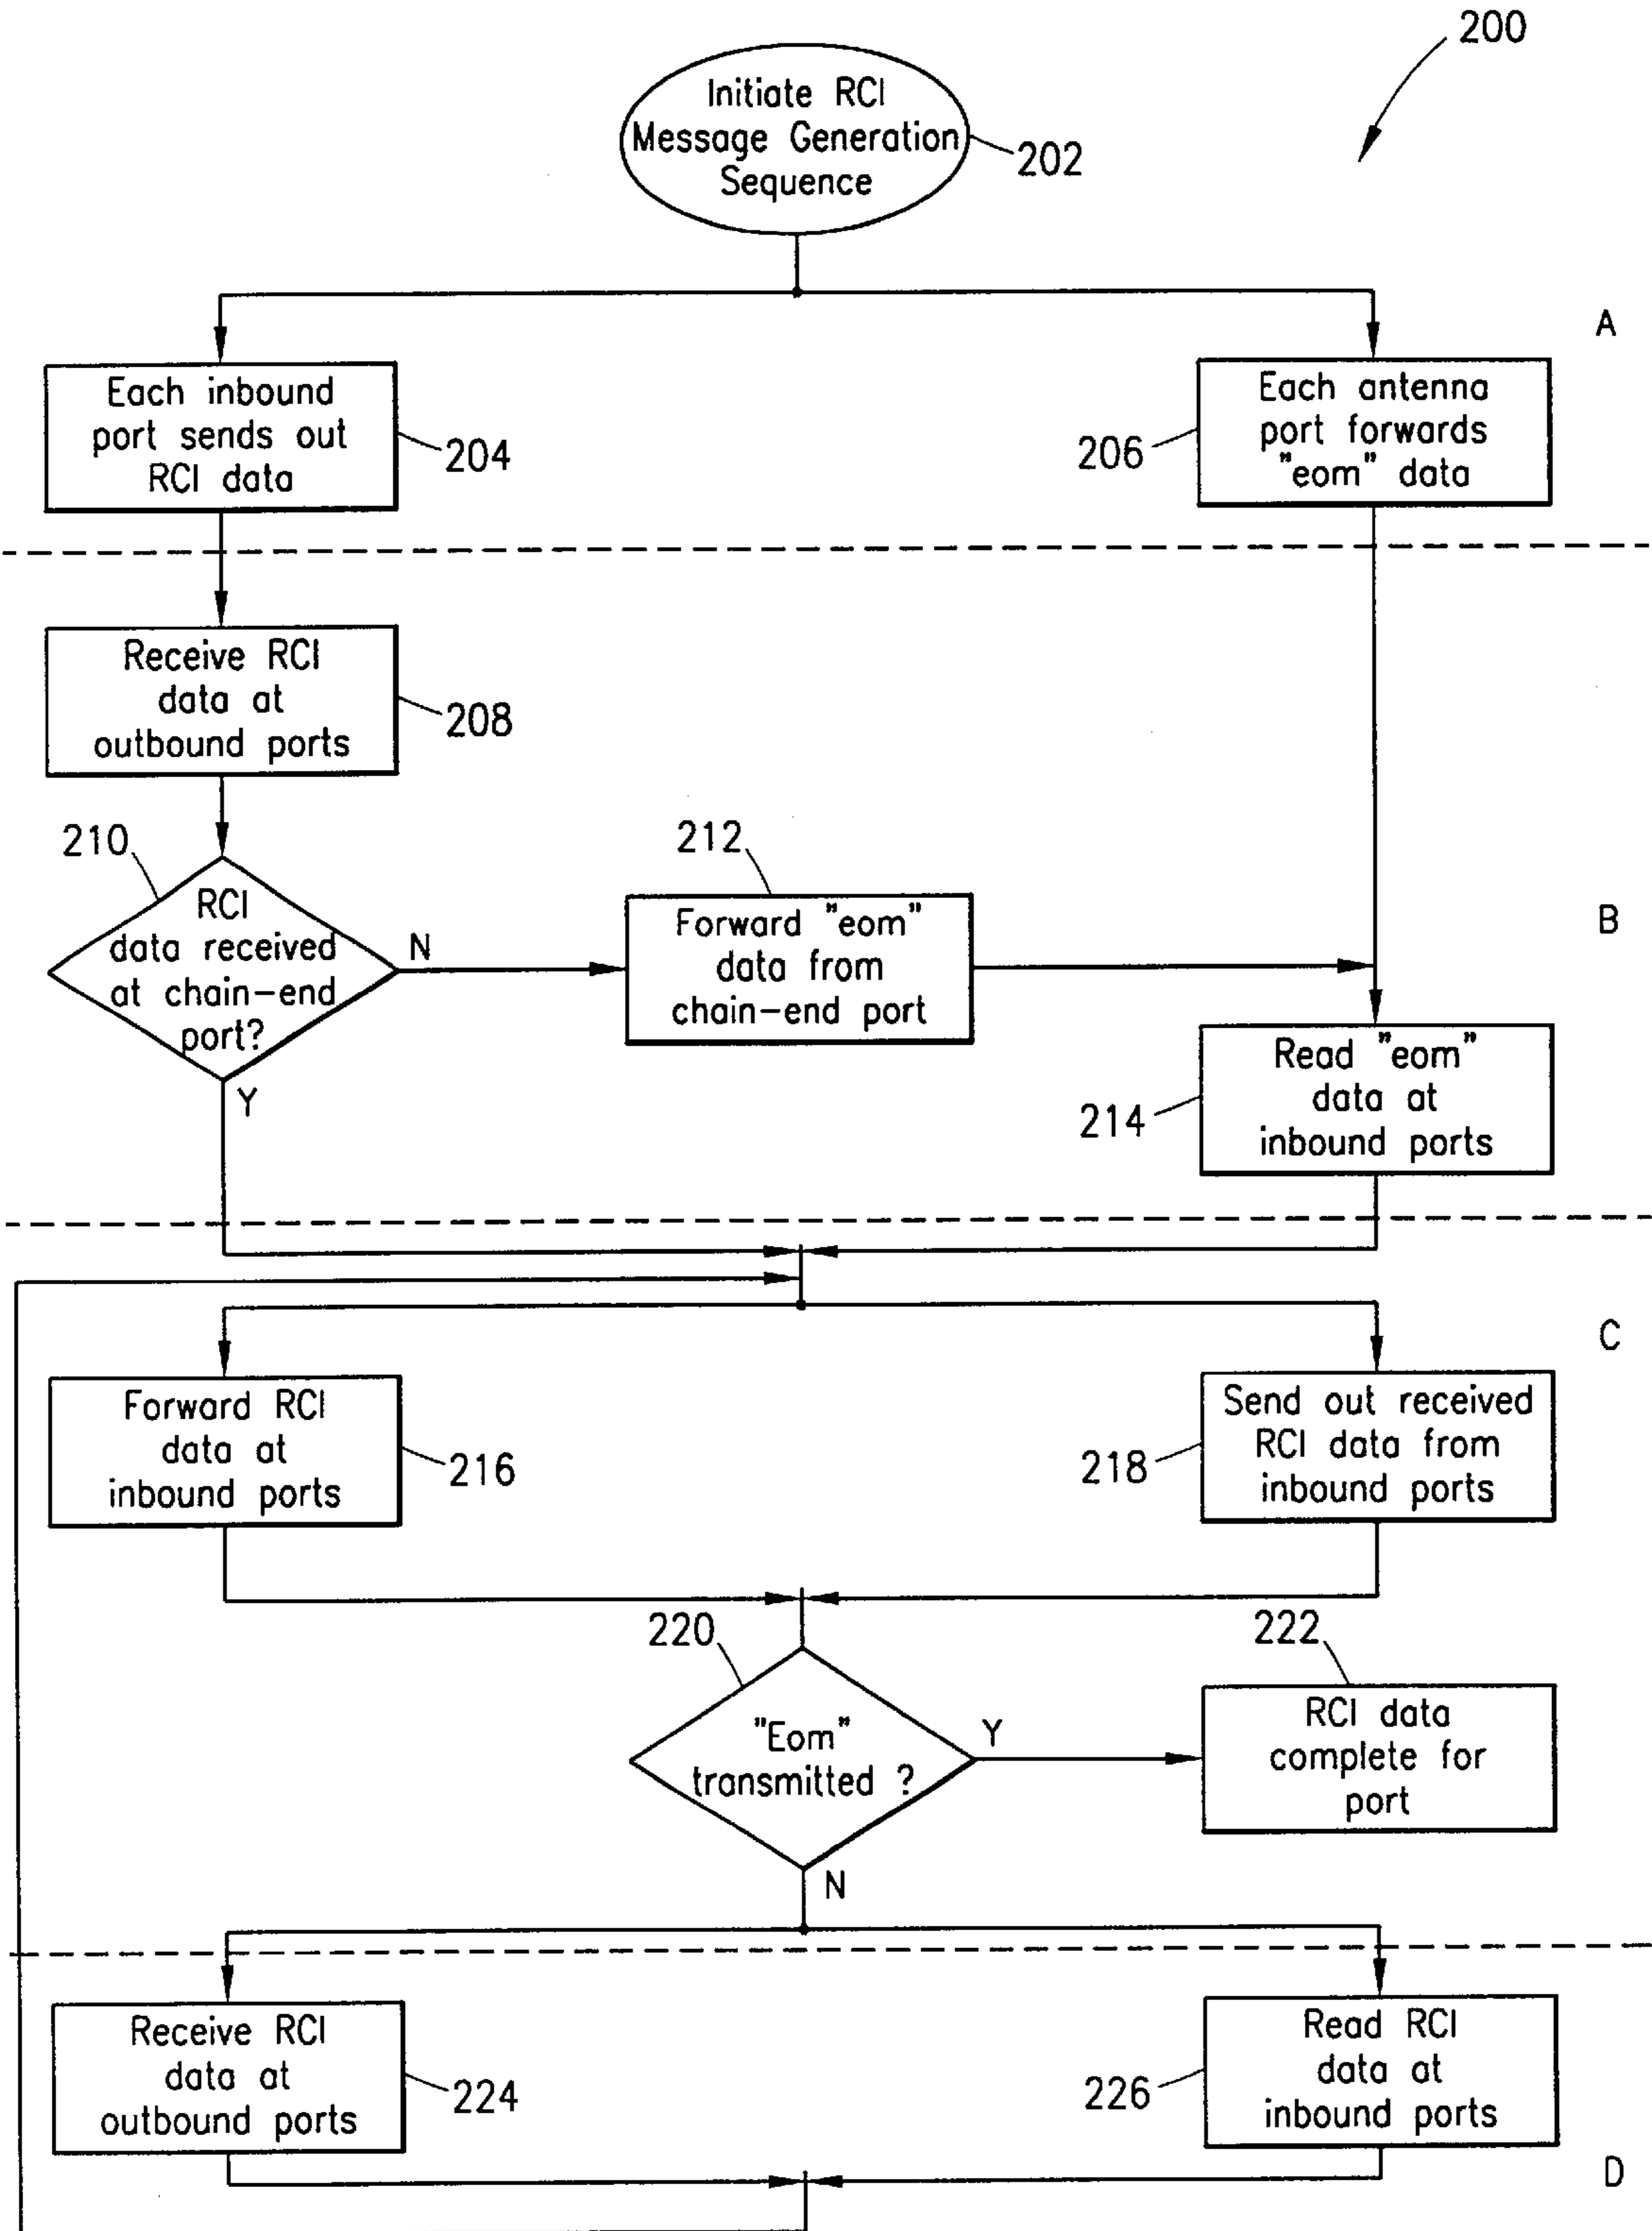 200
Initiate RCI
Message Generation
Sequence
202
A
Each inbound
port sends out
RCI data
204
Each antenna
port forwards
"eom" data
206
Receive RCI
data at
outbound ports
208
210
RCI
data received
at chain-end
port?
N
Y
212
Forward "eom"
data from
chain-end port
B
Read "eom"
data at
inbound ports
214
C
Forward RCI
data at
inbound ports
216
Send out received
RCI data from
inbound ports
218
220
"Eom"
transmitted ?
Y
N
222
RCI data
complete for
port
Receive RCI
data at
outbound ports
224
Read RCI
data at
inbound ports
226
D